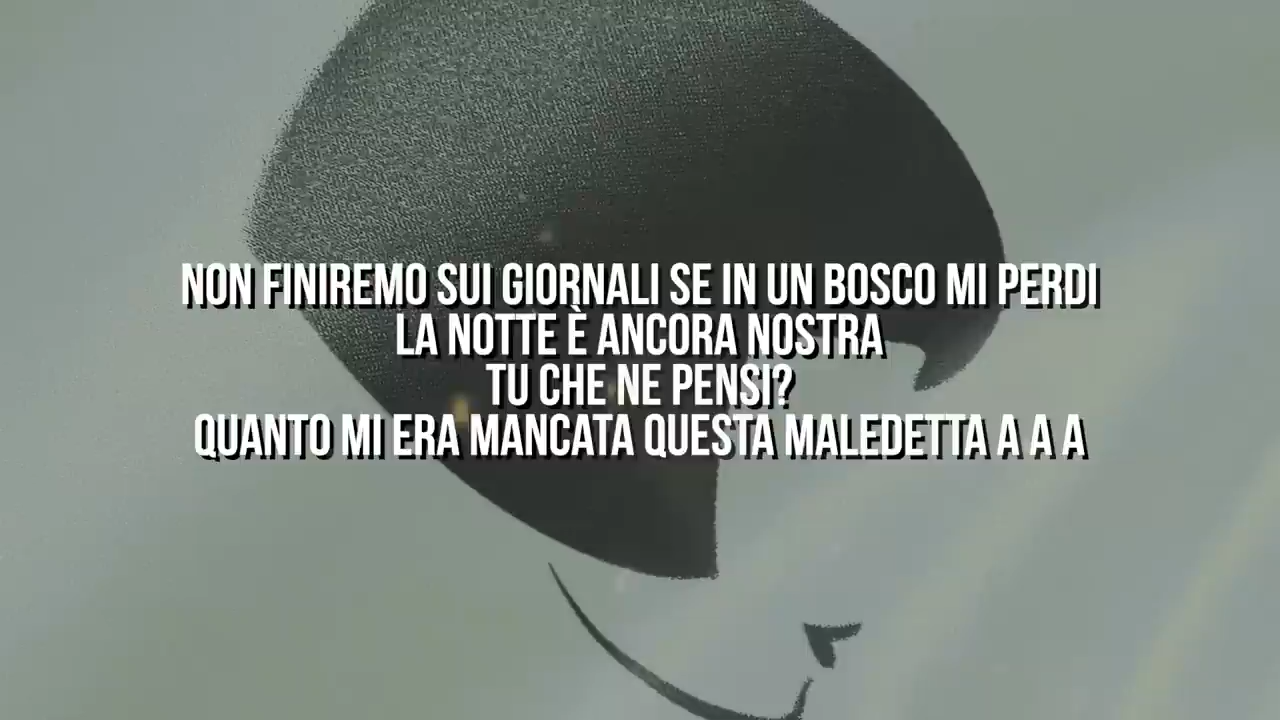 NON FINIREMO SUI GIORNALI SE IN UN BOSCO MI PERDI
LA NOTTE È ANCORA NOSTRA
TU CHE NE PENSI?
QUANTO MI ERA MANCATA QUESTA MALEDETTA A A A